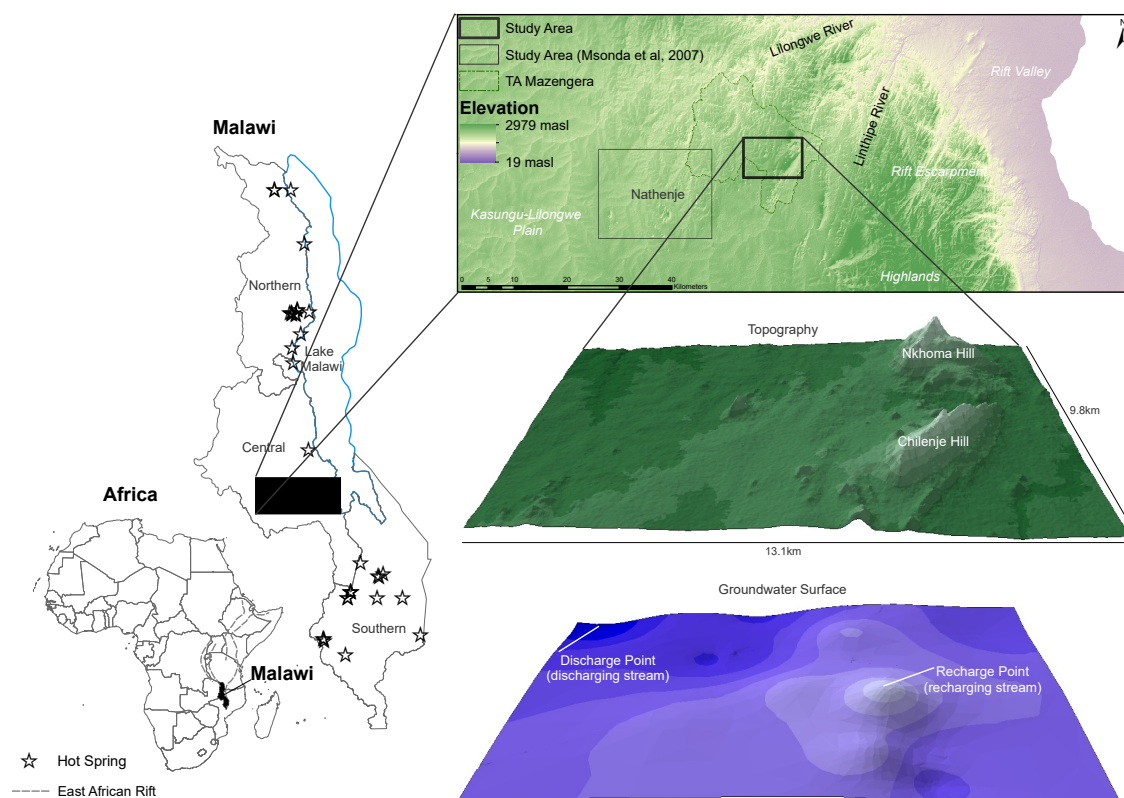 Malawi
Northern
Lake
Malawi
Central
Southern
Africa
Malawi
Hot Spring
East African Rift
Study Area
Study Area (Msonda et al, 2007)
TA Mazengera
Elevation
2979 masl
19 masl
Lilongwe River
Linthipe River
Rift Valley
Rift Escarpment
Nathenje
Kasungu-Lilongwe
Plain
Highlands
0 5 10 20 30 40
Kilometers
N
Topography
Nkhoma Hill
Chilenje Hill
9.8km
13.1km
Groundwater Surface
Discharge Point
(discharging stream)
Recharge Point
(recharging stream)